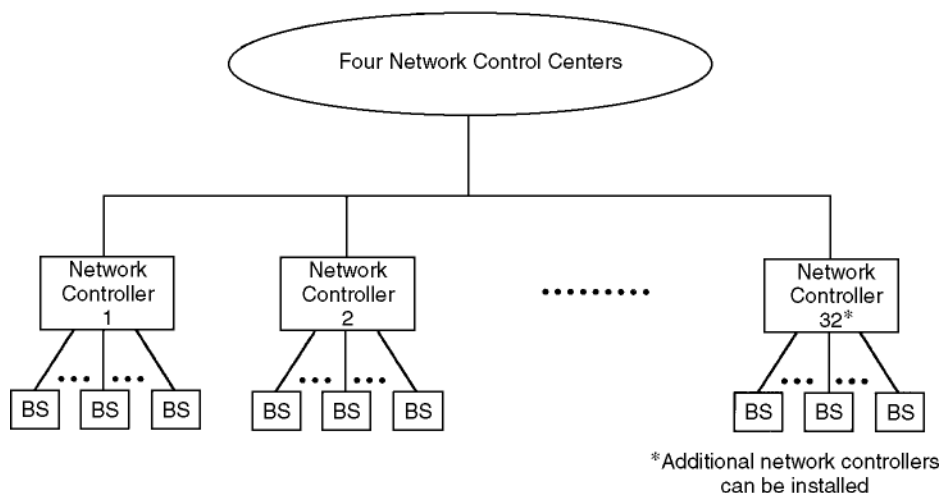 Four Network Control Centers
Network
Controller
1
Network
Controller
2
Network
Controller
32*
BS
BS
BS
BS
BS
BS
BS
BS
BS
*Additional network controllers
can be installed